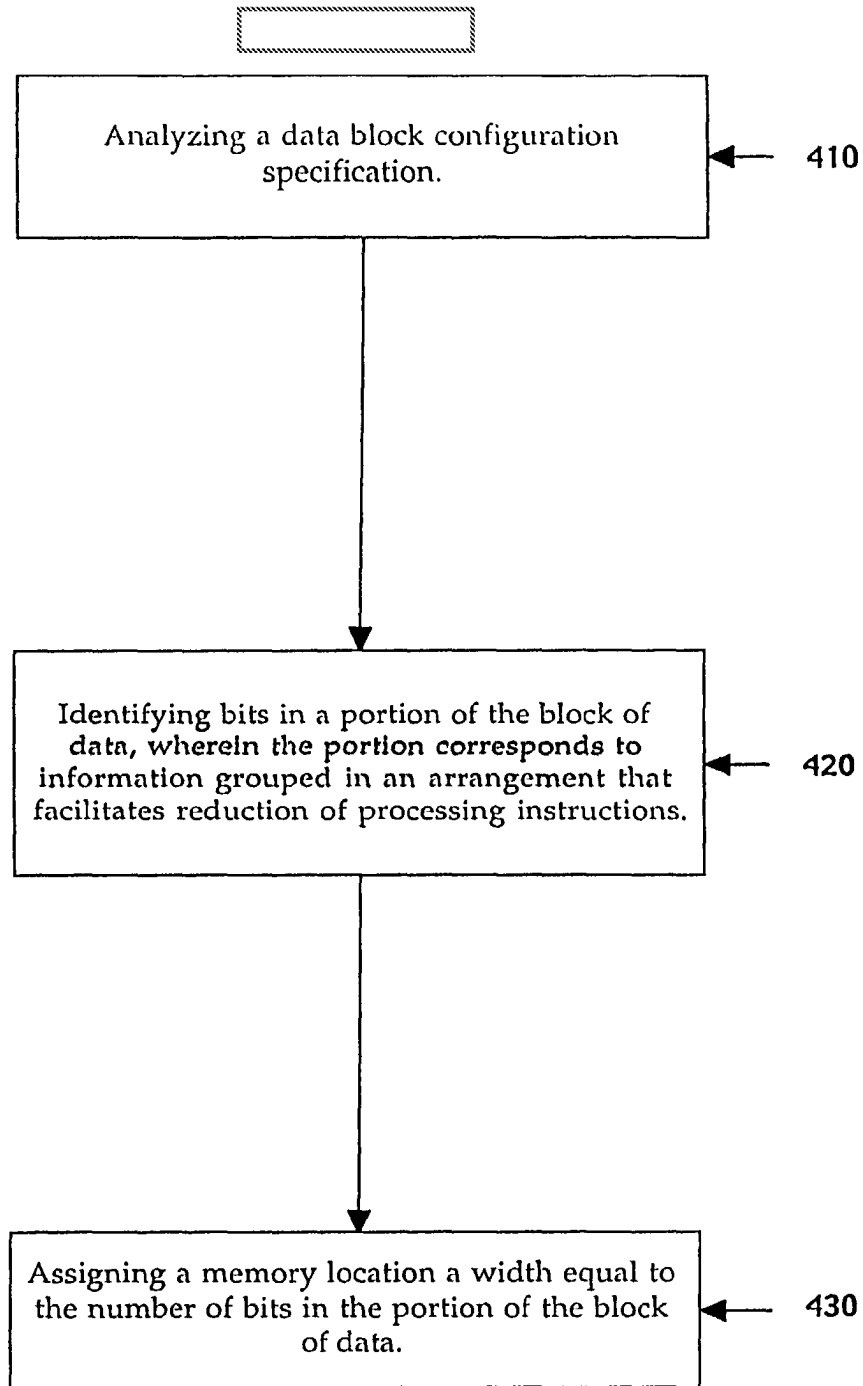 Analyzing a data block configuration
specification.
410
Identifying bits in a portion of the block of
data, wherein the portion corresponds to
information grouped in an arrangement that
facilitates reduction of processing instructions.
420
Assigning a memory location a width equal to
the number of bits in the portion of the block
of data.
430